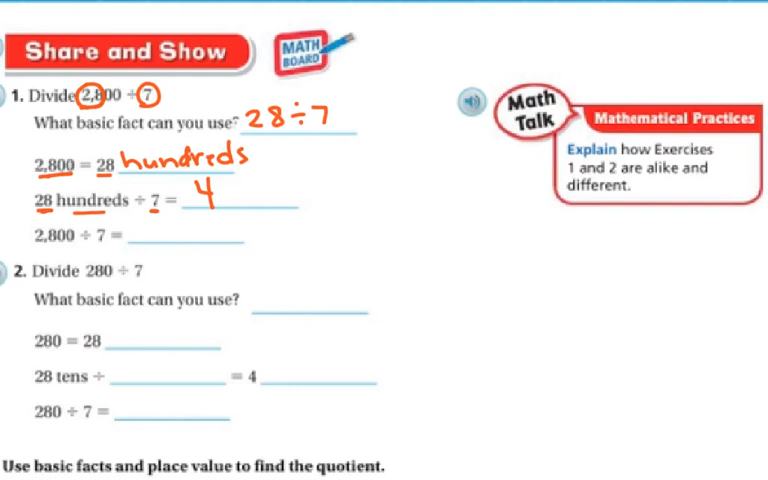 Share and Show
MATH
BOARD
1. Divide 2,800 ÷ 7
What basic fact can you use? 28÷7
2,800 = 28 hundreds
28 hundreds ÷ 7 = 4
2,800 ÷ 7 =
2. Divide 280 ÷ 7
What basic fact can you use?
280 = 28
28 tens ÷ = 4
280 ÷ 7 =
Use basic facts and place value to find the quotient.
Math
Talk
Mathematical Practices
Explain how Exercises
1 and 2 are alike and
different.